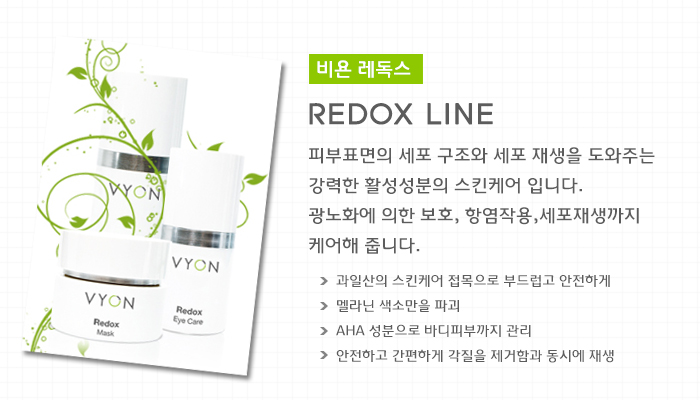 비욘 레독스
REDOX LINE
피부표면의 세포 구조와 세포 재생을 도와주는
강력한 활성성분의 스킨케어 입니다.
광노화에 의한 보호, 항염작용,세포재생까지
케어해 줍니다.
> 과일산의 스킨케어 접목으로 부드럽고 안전하게
> 멜라닌 색소만을 파괴
> AHA 성분으로 바디피부까지 관리
> 안전하고 간편하게 각질을 제거함과 동시에 재생
VYON
VYON
Redox
Eye Care
VYON
Redox
Mask